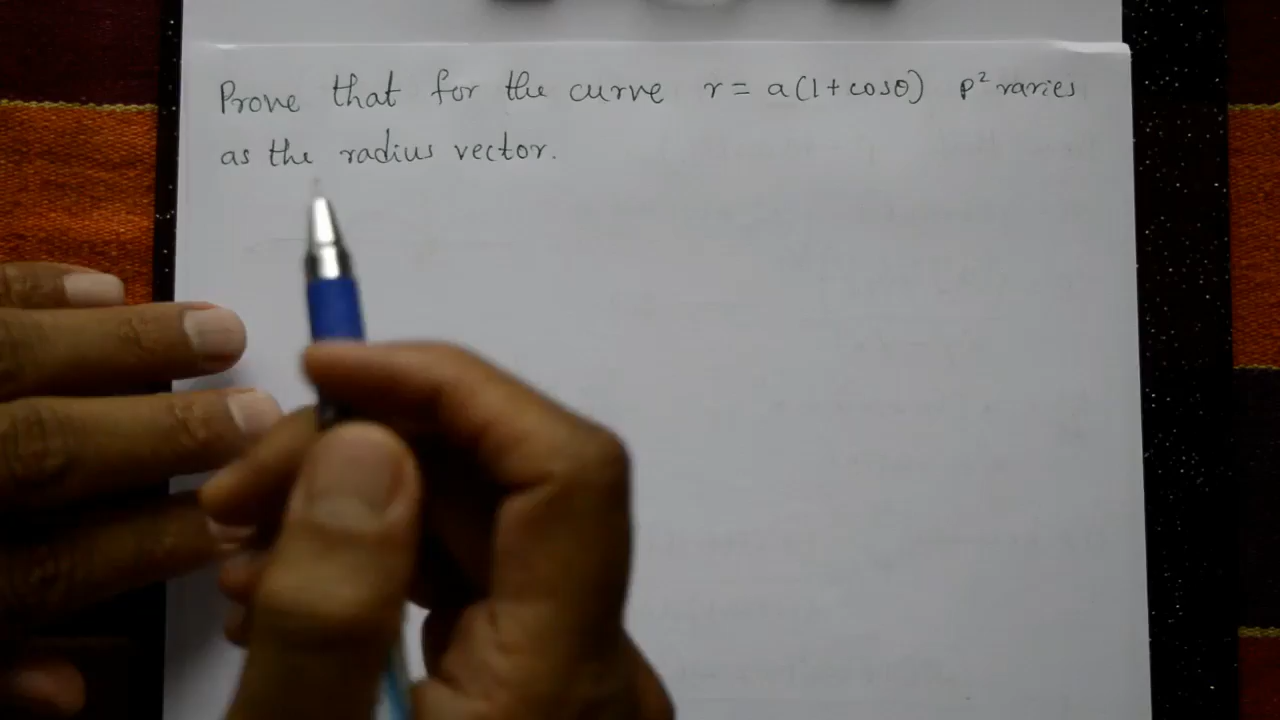 Prove that for the curve r = a(1+cosθ) p² varies
as the radius vector.